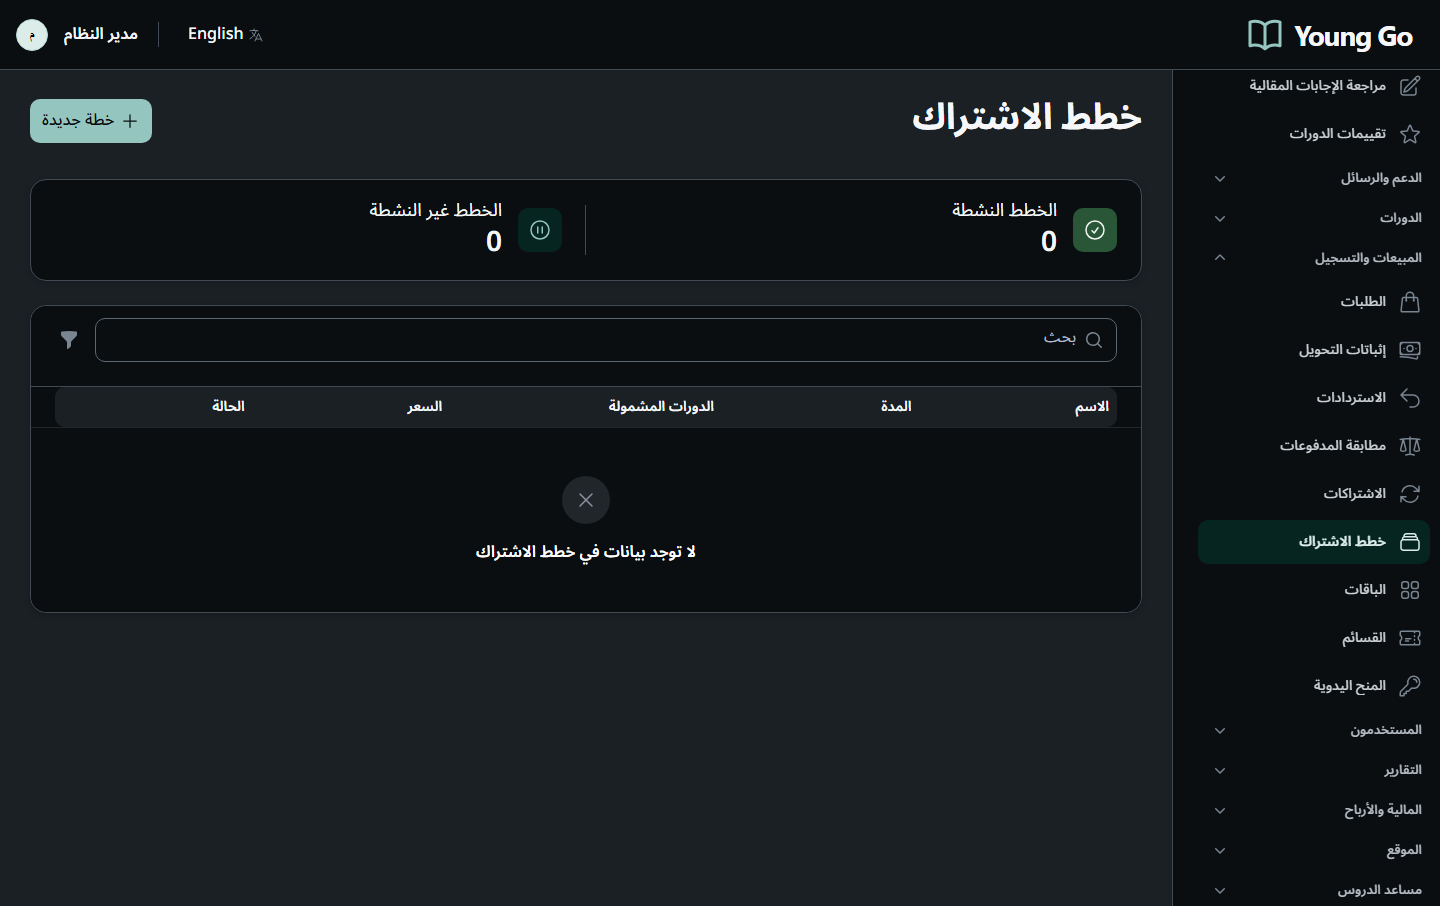 Young Go
English
مدير النظام
م
مراجعة الإجابات المقالية
تقييمات الدورات
الدعم والرسائل
الدورات
المبيعات والتسجيل
الطلبات
إثباتات التحويل
الاستردادات
مطابقة المدفوعات
الاشتراكات
خطط الاشتراك
الباقات
القسائم
المنح اليدوية
المستخدمون
التقارير
المالية والأرباح
الموقع
مساعد الدروس
خطط الاشتراك
خطة جديدة
الخطط النشطة
0
الخطط غير النشطة
0
بحث
الاسم المدة الدورات المشمولة السعر الحالة
لا توجد بيانات في خطط الاشتراك